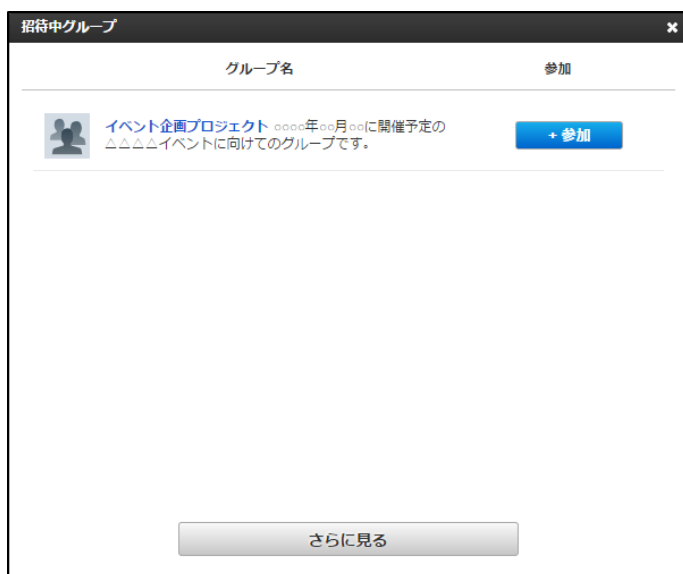 招待中グループ ×
グループ名 参加
イベント企画プロジェクト ○○○○年○○月○○に開催予定の
△△△△イベントに向けてのグループです。
+ 参加
さらに見る